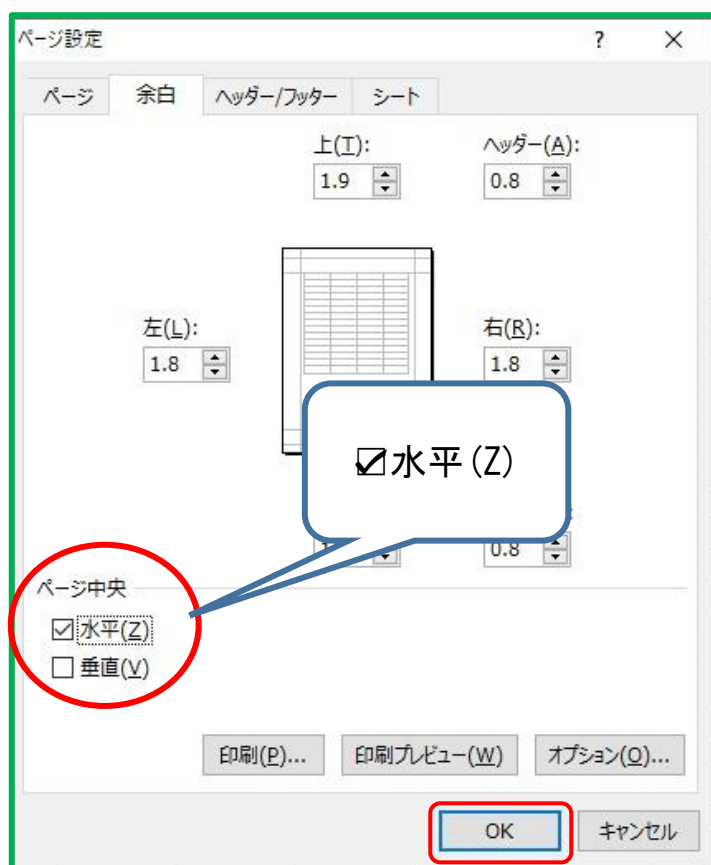 ページ設定 ? ×
ページ 余白 ヘッダー/フッター シート
上(T): ヘッダー(A):
1.9 0.8
左(L): 右(R):
1.8 1.8
☑水平(Z)
0.8
ページ中央
☑水平(Z)
☐垂直(V)
印刷(P)... 印刷プレビュー(W) オプション(O)...
OK キャンセル